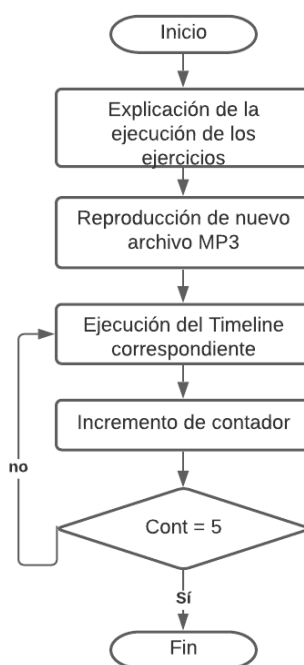 Inicio
Explicación de la
ejecución de los
ejercicios
Reproducción de nuevo
archivo MP3
Ejecución del Timeline
correspondiente
Incremento de contador
no
Cont = 5
Sí
Fin